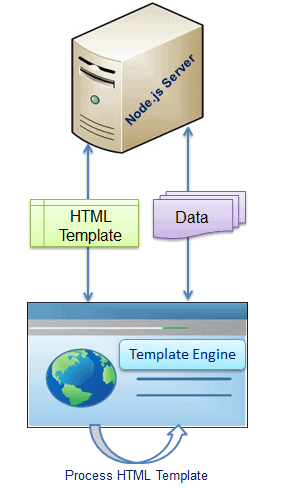 Node.js Server
HTML
Template
Data
Template Engine
Process HTML Template